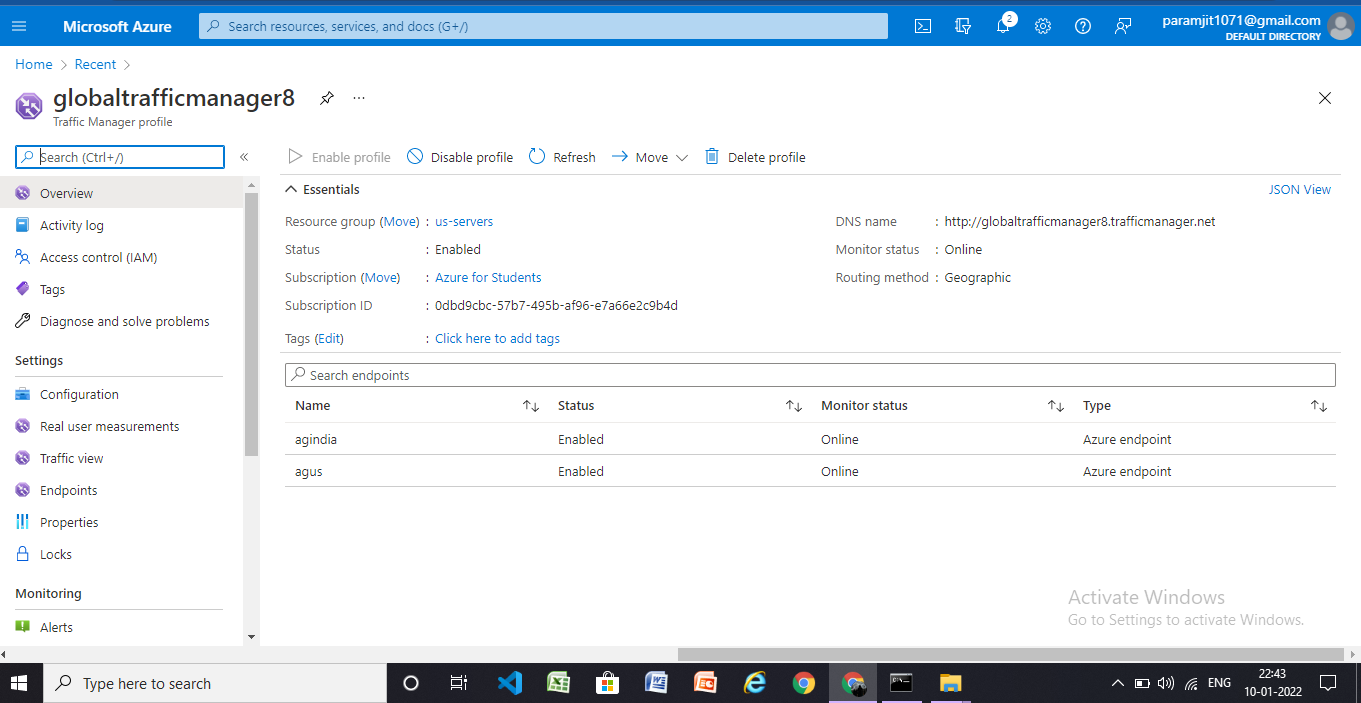 Microsoft Azure
Search resources, services, and docs (G+/)
2
paramjit1071@gmail.com
DEFAULT DIRECTORY
Home > Recent >
globaltrafficmanager8 ...
Traffic Manager profile
Search (Ctrl+/) «
Enable profile Disable profile Refresh Move Delete profile
Overview
Activity log
Access control (IAM)
Tags
Diagnose and solve problems
Settings
Configuration
Real user measurements
Traffic view
Endpoints
Properties
Locks
Monitoring
Alerts
Essentials JSON View
Resource group (Move) : us-servers
Status : Enabled
Subscription (Move) : Azure for Students
Subscription ID : 0dbd9cbc-57b7-495b-af96-e7a66e2c9b4d
Tags (Edit) : Click here to add tags
DNS name : http://globaltrafficmanager8.trafficmanager.net
Monitor status : Online
Routing method : Geographic
Search endpoints
Name Status Monitor status Type
agindia Enabled Online Azure endpoint
agus Enabled Online Azure endpoint
Activate Windows
Go to Settings to activate Windows.
Type here to search
ENG
22:43
10-01-2022